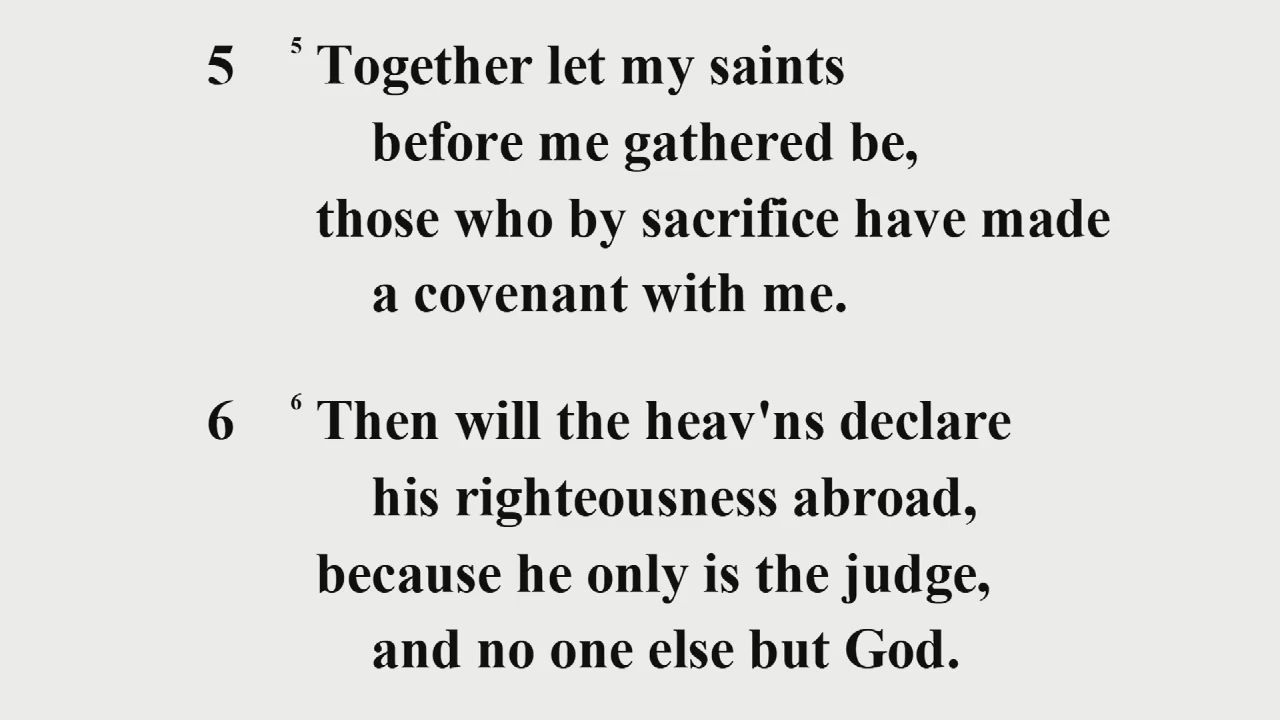 5 5 Together let my saints
before me gathered be,
those who by sacrifice have made
a covenant with me.
6 6 Then will the heav'ns declare
his righteousness abroad,
because he only is the judge,
and no one else but God.